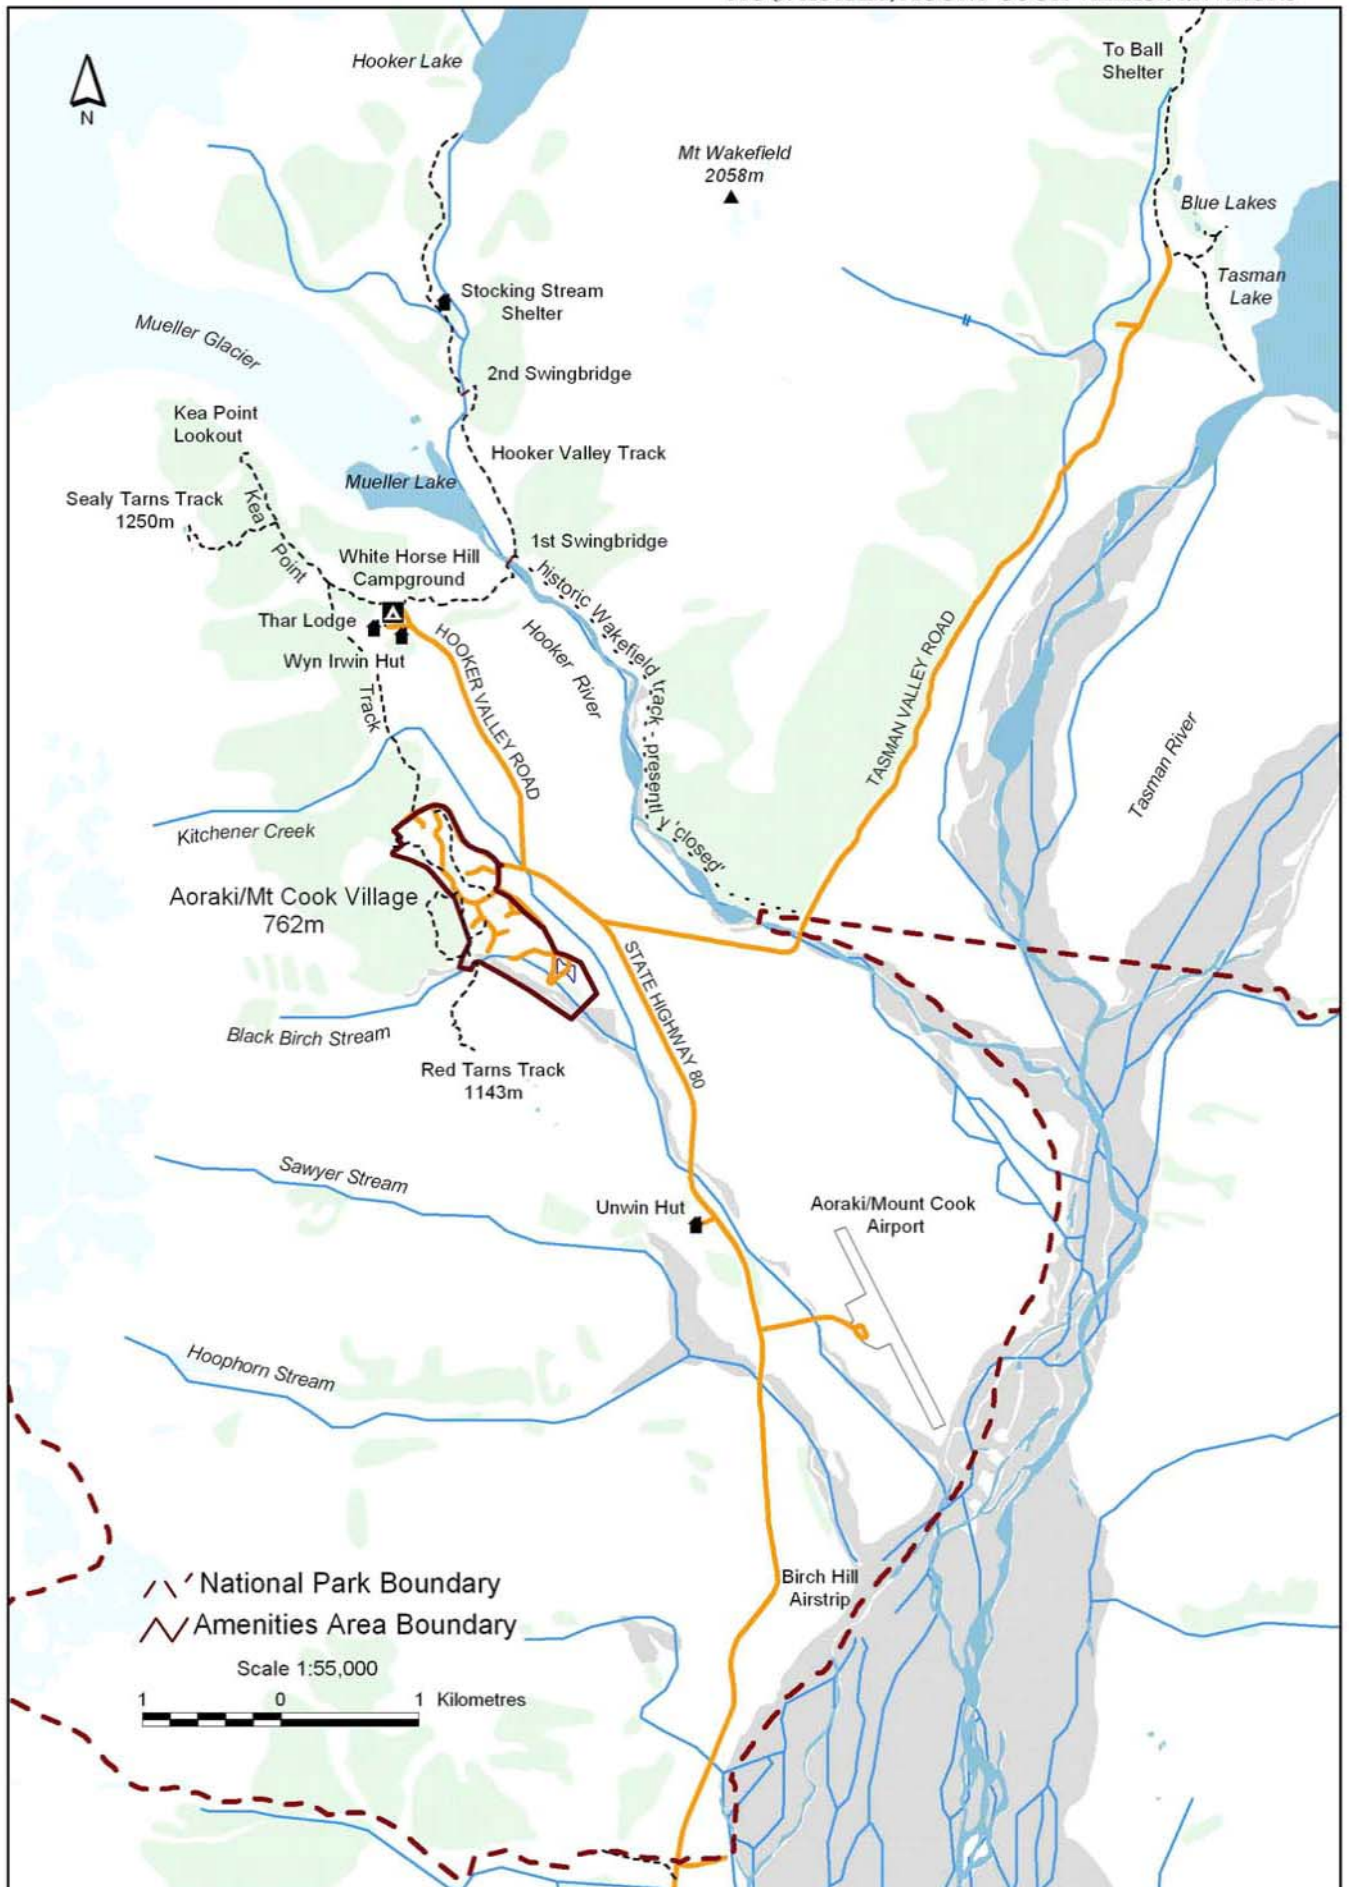 Hooker Lake
To Ball
Shelter
N
Mt Wakefield
2058m
Blue Lakes
Tasman
Lake
Stocking Stream
Shelter
Mueller Glacier
2nd Swingbridge
Kea Point
Lookout
Hooker Valley Track
Mueller Lake
Sealy Tarns Track
1250m
Kea
Point
Track
1st Swingbridge
White Horse Hill
Campground
historic Wakefield track - presently 'closed'
Thar Lodge
Wyn Irwin Hut
HOOKER VALLEY ROAD
Hooker River
TASMAN VALLEY ROAD
Tasman River
Kitchener Creek
Aoraki/Mt Cook Village
762m
STATE HIGHWAY 80
Black Birch Stream
Red Tarns Track
1143m
Sawyer Stream
Unwin Hut
Aoraki/Mount Cook
Airport
Hoophorn Stream
Birch Hill
Airstrip
National Park Boundary
Amenities Area Boundary
Scale 1:55,000
1 0 1 Kilometres